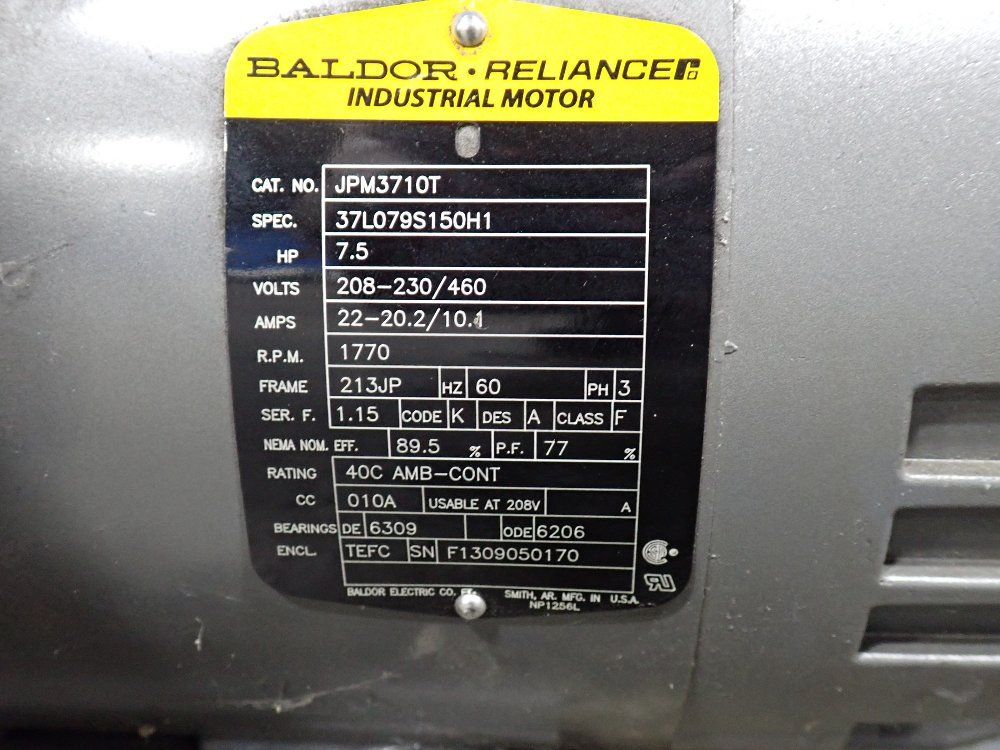 BALDOR • RELIANCE
INDUSTRIAL MOTOR
CAT. NO. JPM3710T
SPEC. 37L079S150H1
HP 7.5
VOLTS 208-230/460
AMPS 22-20.2/10.1
R.P.M. 1770
FRAME 213JP HZ 60 PH 3
SER. F. 1.15 CODE K DES A CLASS F
NEMA NOM. EFF. 89.5 % P.F. 77 %
RATING 40C AMB-CONT
CC 010A USABLE AT 208V A
BEARINGS DE 6309 ODE 6206
ENCL. TEFC SN F1309050170
BALDOR ELECTRIC CO. SMITH, AR. MFG. IN U.S.A.
NP1256L